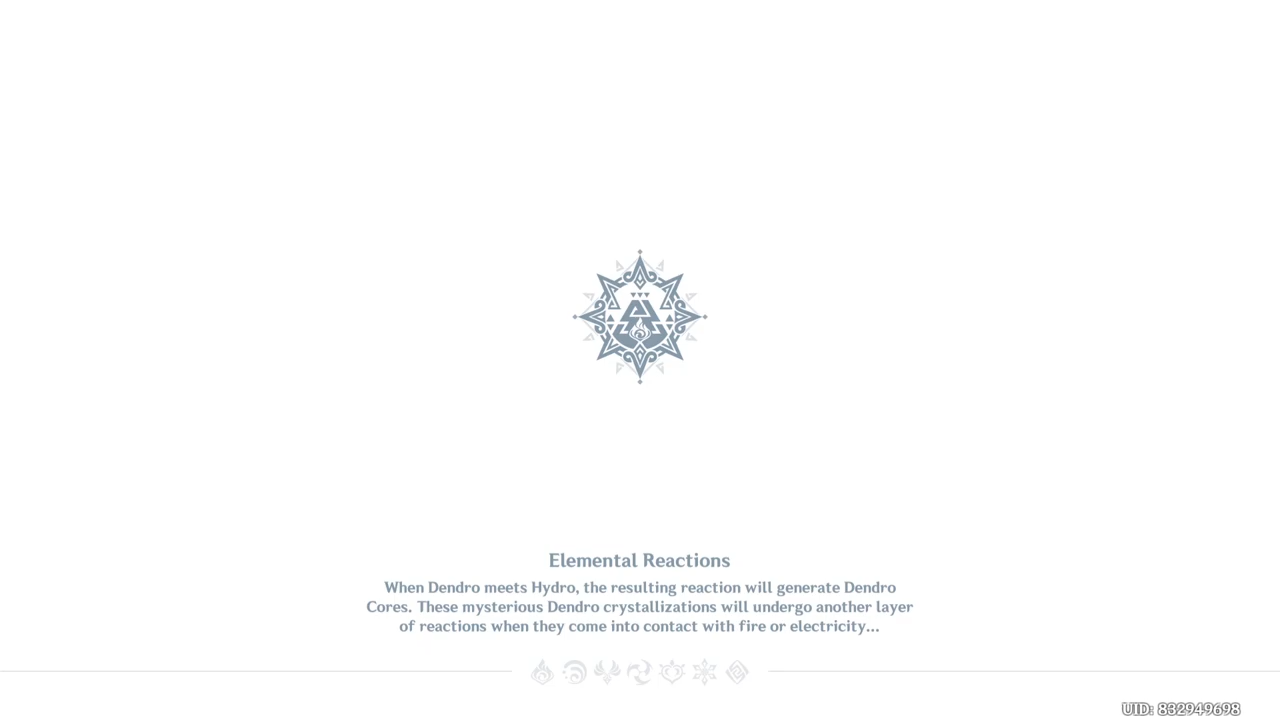 Elemental Reactions
When Dendro meets Hydro, the resulting reaction will generate Dendro
Cores. These mysterious Dendro crystallizations will undergo another layer
of reactions when they come into contact with fire or electricity...
UID: 832949698